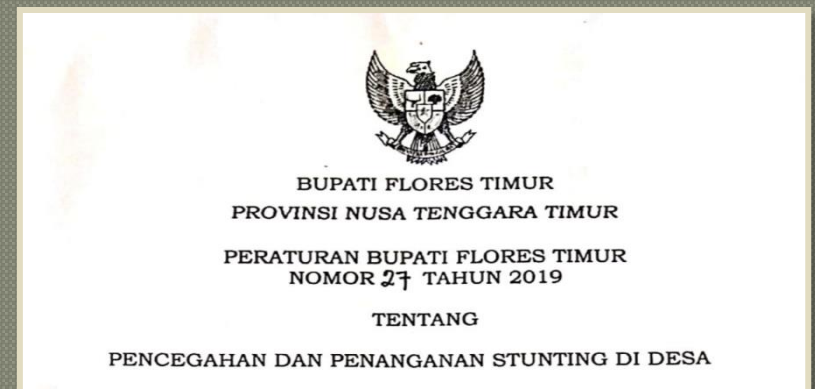 BUPATI FLORES TIMUR
PROVINSI NUSA TENGGARA TIMUR
PERATURAN BUPATI FLORES TIMUR
NOMOR 27 TAHUN 2019
TENTANG
PENCEGAHAN DAN PENANGANAN STUNTING DI DESA